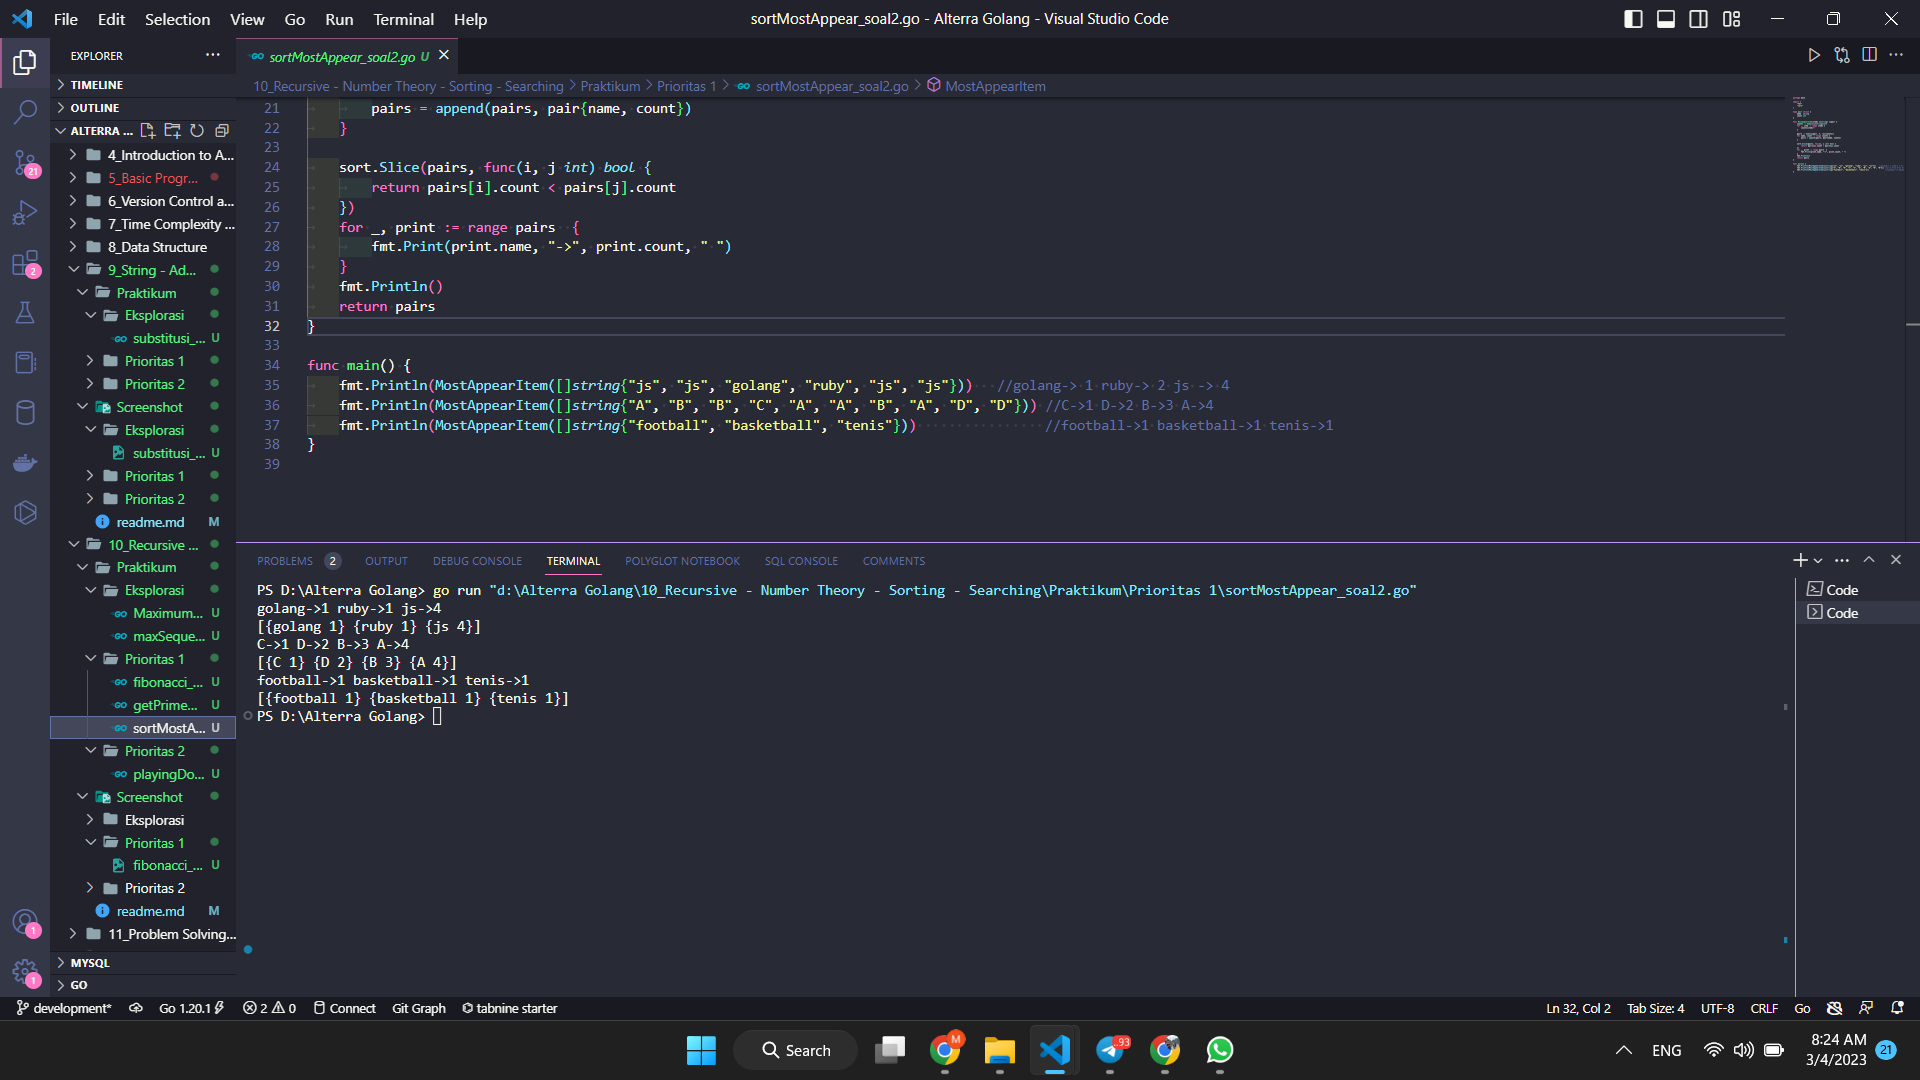 File Edit Selection View Go Run Terminal Help
sortMostAppear_soal2.go - Alterra Golang - Visual Studio Code
EXPLORER
TIMELINE
OUTLINE
ALTERRA ...
4_Introduction to A...
5_Basic Progr...
6_Version Control a...
7_Time Complexity ...
8_Data Structure
9_String - Ad...
Praktikum
Eksplorasi
substitusi_... U
Prioritas 1
Prioritas 2
Screenshot
Eksplorasi
substitusi_... U
Prioritas 1
Prioritas 2
readme.md M
10_Recursive ...
Praktikum
Eksplorasi
Maximum... U
maxSeque... U
Prioritas 1
fibonacci_... U
getPrime... U
sortMostA... U
Prioritas 2
playingDo... U
Screenshot
Eksplorasi
Prioritas 1
fibonacci_... U
Prioritas 2
readme.md M
11_Problem Solving...
MYSQL
GO
21
2
1
1
sortMostAppear_soal2.go U
10_Recursive - Number Theory - Sorting - Searching > Praktikum > Prioritas 1 > sortMostAppear_soal2.go > MostAppearItem
21 pairs = append(pairs, pair{name, count})
22 }
23
24 sort.Slice(pairs, func(i, j int) bool {
25 return pairs[i].count < pairs[j].count
26 })
27 for _, print := range pairs {
28 fmt.Print(print.name, "->", print.count, " ")
29 }
30 fmt.Println()
31 return pairs
32 }
33
34 func main() {
35 fmt.Println(MostAppearItem([]string{"js", "js", "golang", "ruby", "js", "js"})) //golang-> 1 ruby-> 2 js -> 4
36 fmt.Println(MostAppearItem([]string{"A", "B", "B", "C", "A", "A", "B", "A", "D", "D"})) //C->1 D->2 B->3 A->4
37 fmt.Println(MostAppearItem([]string{"football", "basketball", "tenis"})) //football->1 basketball->1 tenis->1
38 }
39
PROBLEMS 2 OUTPUT DEBUG CONSOLE TERMINAL POLYGLOT NOTEBOOK SQL CONSOLE COMMENTS
PS D:\Alterra Golang> go run "d:\Alterra Golang\10_Recursive - Number Theory - Sorting - Searching\Praktikum\Prioritas 1\sortMostAppear_soal2.go"
golang->1 ruby->1 js->4
[{golang 1} {ruby 1} {js 4}]
C->1 D->2 B->3 A->4
[{C 1} {D 2} {B 3} {A 4}]
football->1 basketball->1 tenis->1
[{football 1} {basketball 1} {tenis 1}]
PS D:\Alterra Golang>
Code
Code
development* Go 1.20.1 2 0 Connect Git Graph tabnine starter
Ln 32, Col 2 Tab Size: 4 UTF-8 CRLF Go
Search
M
93
ENG
8:24 AM
3/4/2023
21